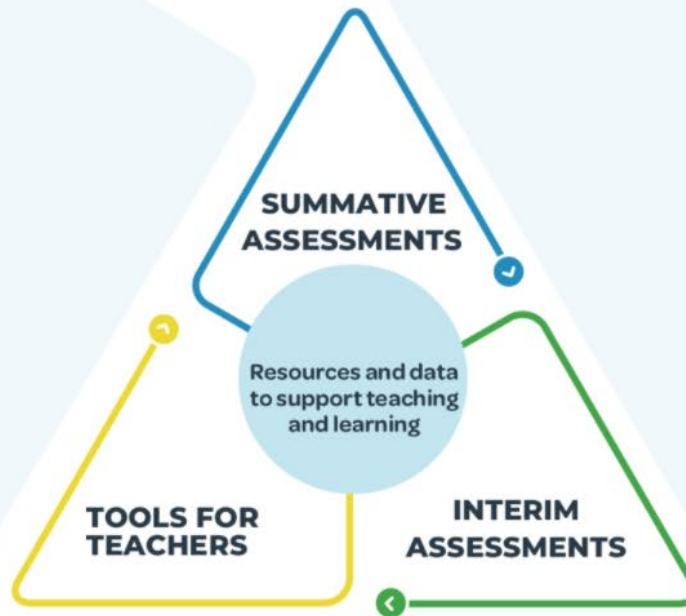 SUMMATIVE
ASSESSMENTS
Resources and data
to support teaching
and learning
TOOLS FOR
TEACHERS
INTERIM
ASSESSMENTS